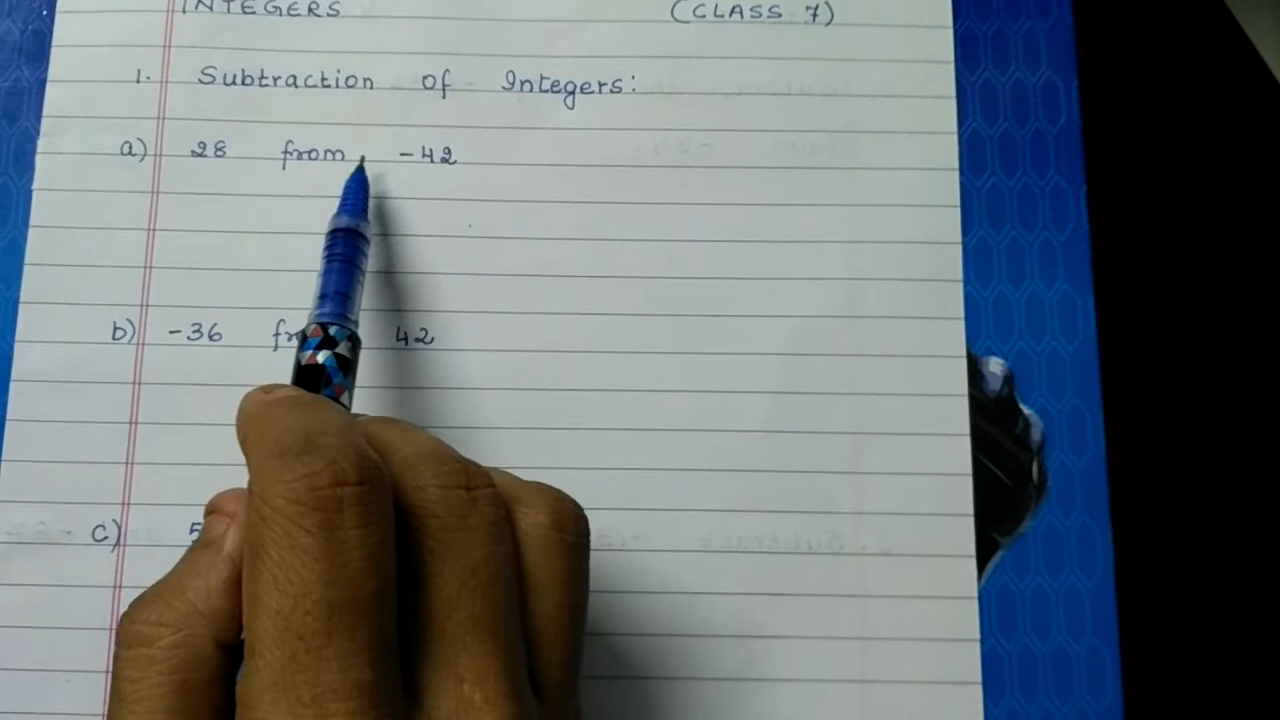 INTEGERS (CLASS 7)
1. Subtraction of Integers:
a) 28 from -42
b) -36 42
c)